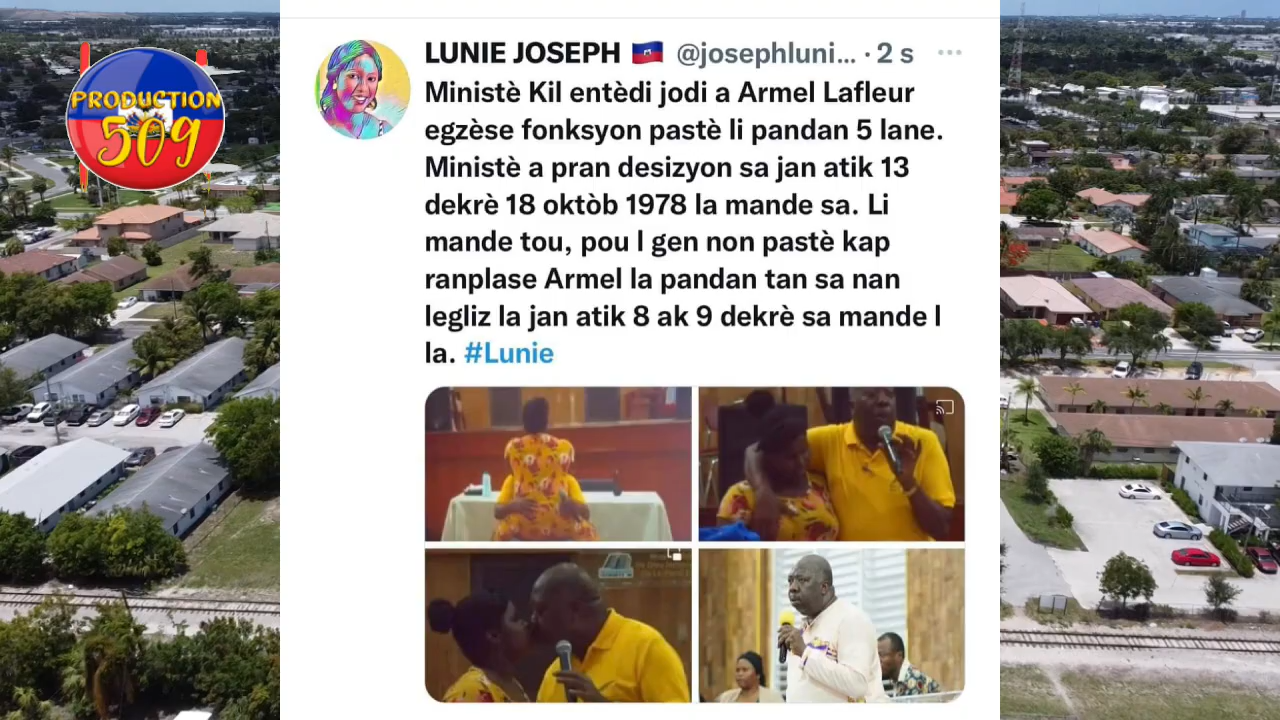 PRODUCTION
509
LUNIE JOSEPH 🇭🇹 @josephluni... · 2 s
Ministè Kil entèdi jodi a Armel Lafleur
egzèse fonksyon pastè li pandan 5 lane.
Ministè a pran desizyon sa jan atik 13
dekrè 18 oktòb 1978 la mande sa. Li
mande tou, pou l gen non pastè kap
ranplase Armel la pandan tan sa nan
legliz la jan atik 8 ak 9 dekrè sa mande l
la. #Lunie